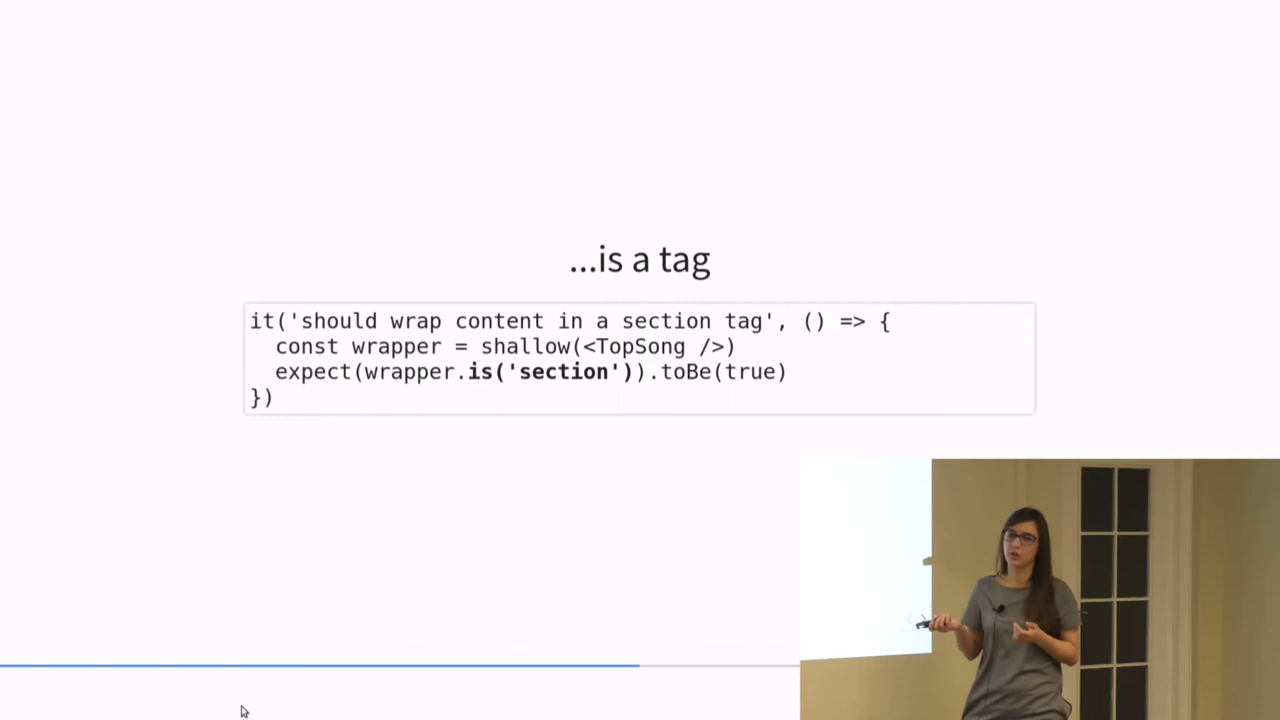 ...is a tag
it('should wrap content in a section tag', () => {
  const wrapper = shallow(<TopSong />)
  expect(wrapper.is('section')).toBe(true)
})